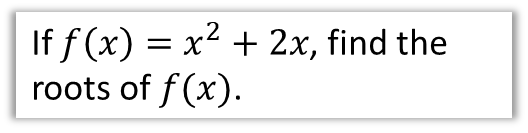 If f(x) = x² + 2x, find the
roots of f(x).